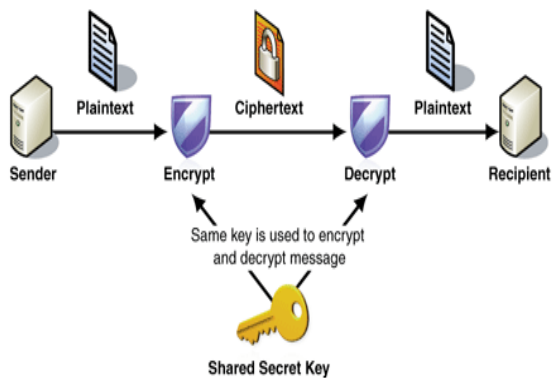 Plaintext
Ciphertext
Plaintext
Sender
Encrypt
Decrypt
Recipient
Same key is used to encrypt
and decrypt message
Shared Secret Key